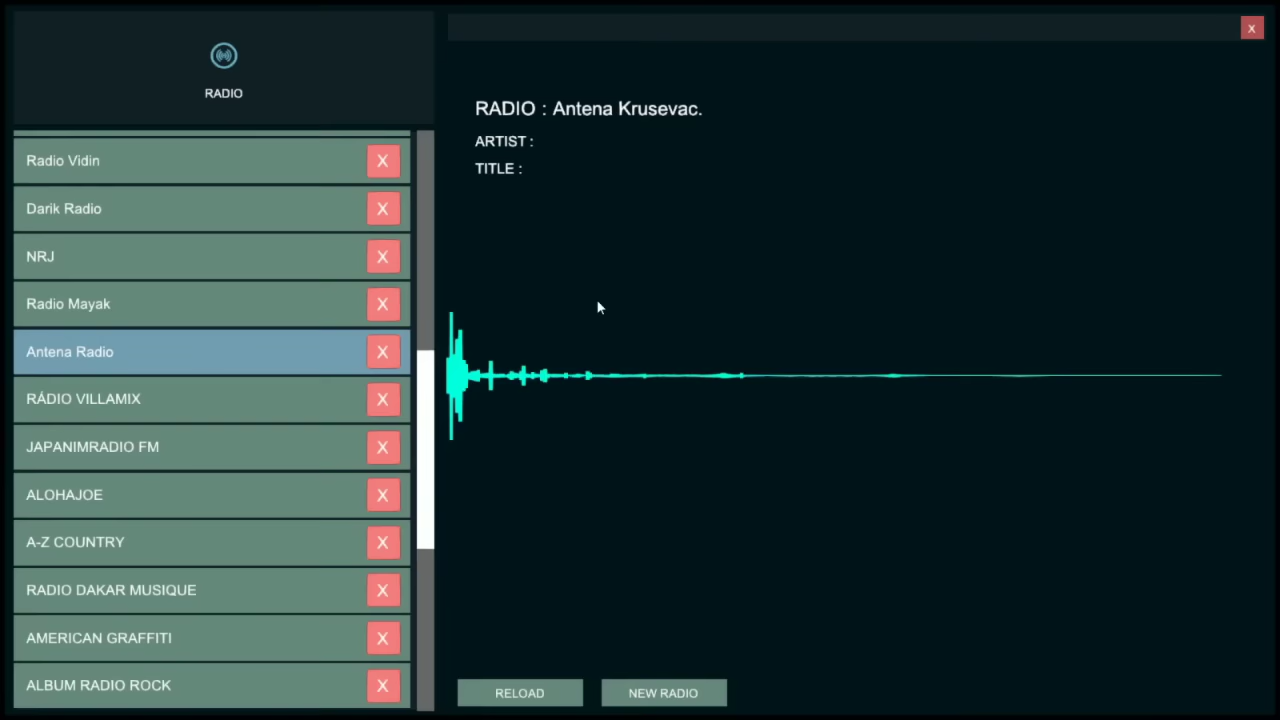 RADIO
Radio Vidin X
Darik Radio X
NRJ X
Radio Mayak X
Antena Radio X
RÁDIO VILLAMIX X
JAPANIMRADIO FM X
ALOHAJOE X
A-Z COUNTRY X
RADIO DAKAR MUSIQUE X
AMERICAN GRAFFITI X
ALBUM RADIO ROCK X
x
RADIO : Antena Krusevac.
ARTIST :
TITLE :
RELOAD
NEW RADIO